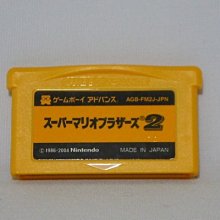 ゲームボーイ アドバンス AGB-FM2J-JPN
スーパーマリオブラザーズ2
© 1986-2004 Nintendo MADE IN JAPAN